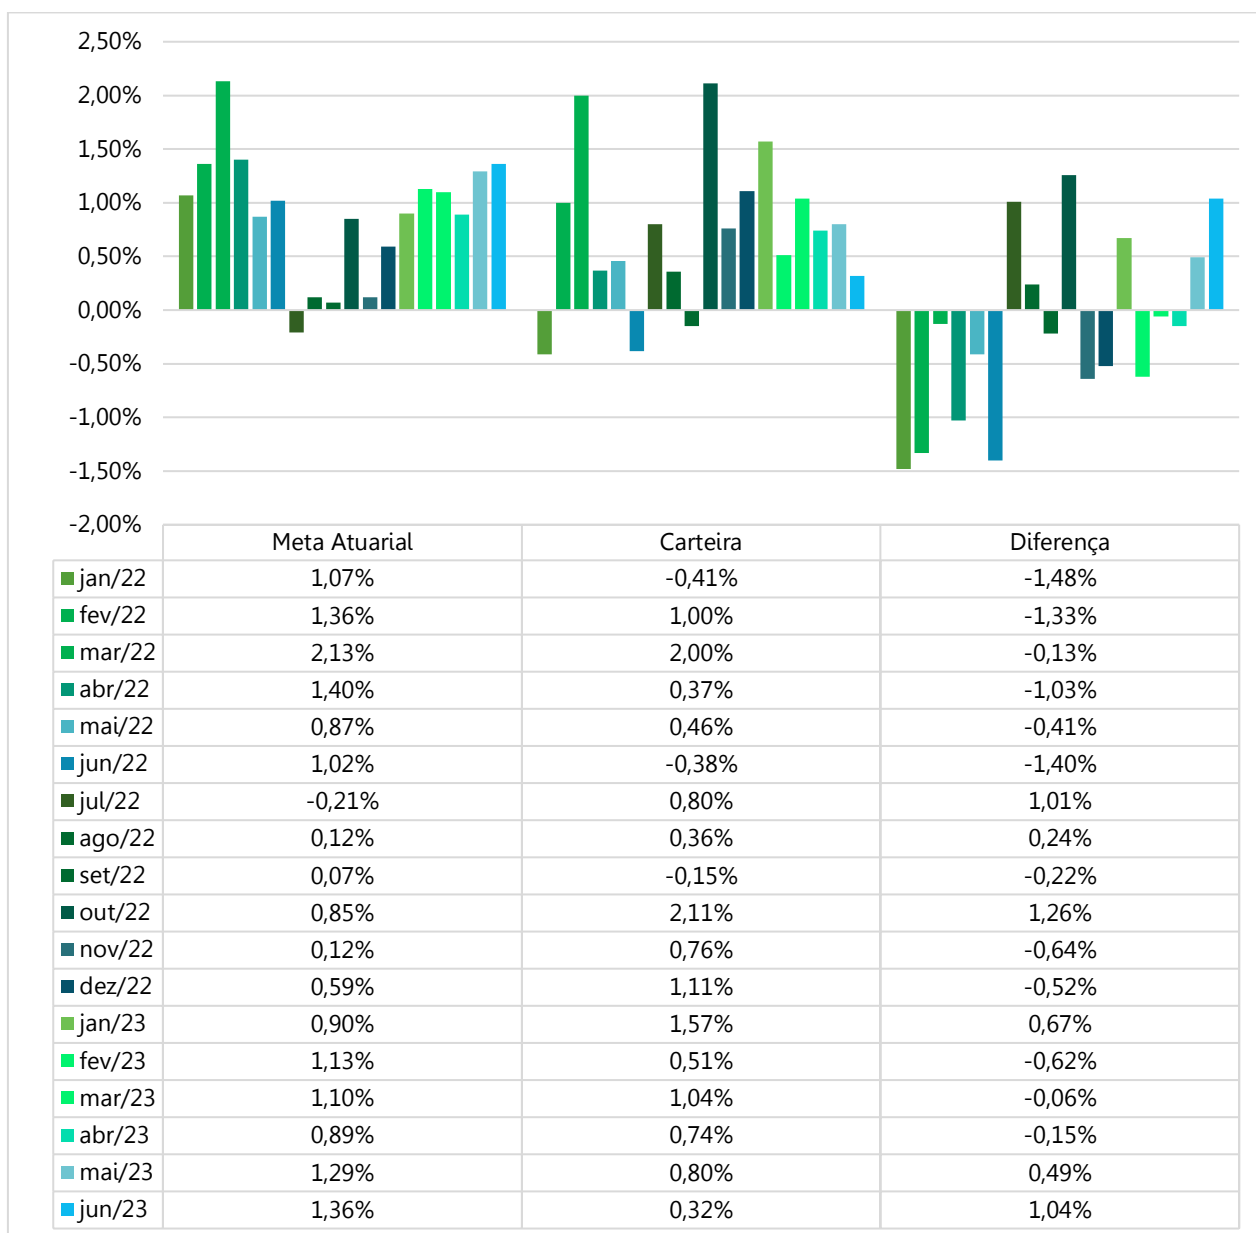 2,50%
2,00%
1,50%
1,00%
0,50%
0,00%
-0,50%
-1,00%
-1,50%
-2,00%
Meta Atuarial Carteira Diferença
jan/22 1,07% -0,41% -1,48%
fev/22 1,36% 1,00% -1,33%
mar/22 2,13% 2,00% -0,13%
abr/22 1,40% 0,37% -1,03%
mai/22 0,87% 0,46% -0,41%
jun/22 1,02% -0,38% -1,40%
jul/22 -0,21% 0,80% 1,01%
ago/22 0,12% 0,36% 0,24%
set/22 0,07% -0,15% -0,22%
out/22 0,85% 2,11% 1,26%
nov/22 0,12% 0,76% -0,64%
dez/22 0,59% 1,11% -0,52%
jan/23 0,90% 1,57% 0,67%
fev/23 1,13% 0,51% -0,62%
mar/23 1,10% 1,04% -0,06%
abr/23 0,89% 0,74% -0,15%
mai/23 1,29% 0,80% 0,49%
jun/23 1,36% 0,32% 1,04%